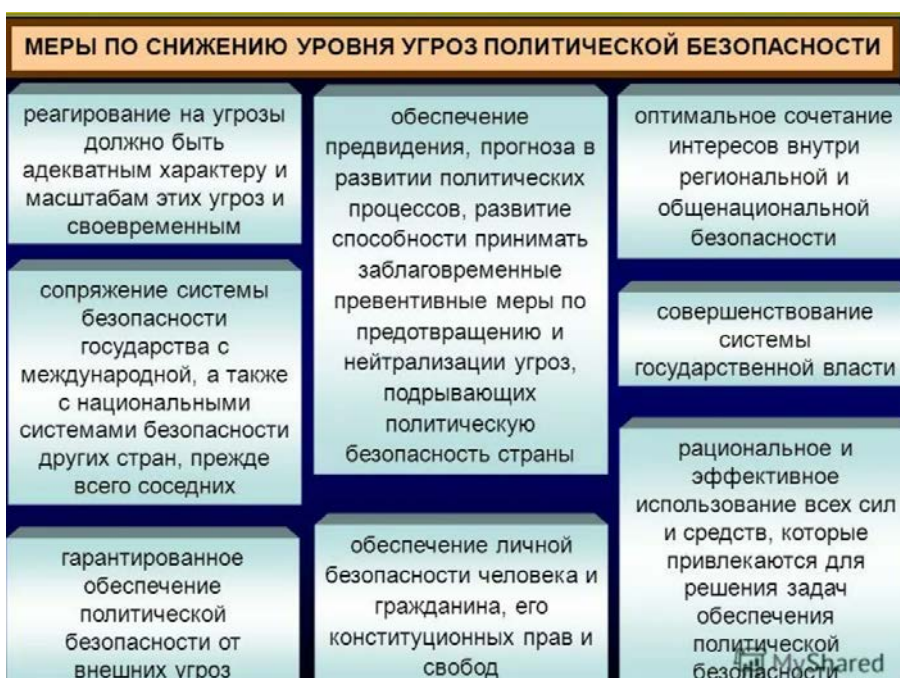 МЕРЫ ПО СНИЖЕНИЮ УРОВНЯ УГРОЗ ПОЛИТИЧЕСКОЙ БЕЗОПАСНОСТИ
реагирование на угрозы
должно быть
адекватным характеру и
масштабам этих угроз и
своевременным
сопряжение системы
безопасности
государства с
международной, а также
с национальными
системами безопасности
других стран, прежде
всего соседних
гарантированное
обеспечение
политической
безопасности от
внешних угроз
обеспечение
предвидения, прогноза в
развитии политических
процессов, развитие
способности принимать
заблаговременные
превентивные меры по
предотвращению и
нейтрализации угроз,
подрывающих
политическую
безопасность страны
обеспечение личной
безопасности человека и
гражданина, его
конституционных прав и
свобод
оптимальное сочетание
интересов внутри
региональной и
общенациональной
безопасности
совершенствование
системы
государственной власти
рациональное и
эффективное
использование всех сил
и средств, которые
привлекаются для
решения задач
обеспечения
политической
безопасности
MyShared